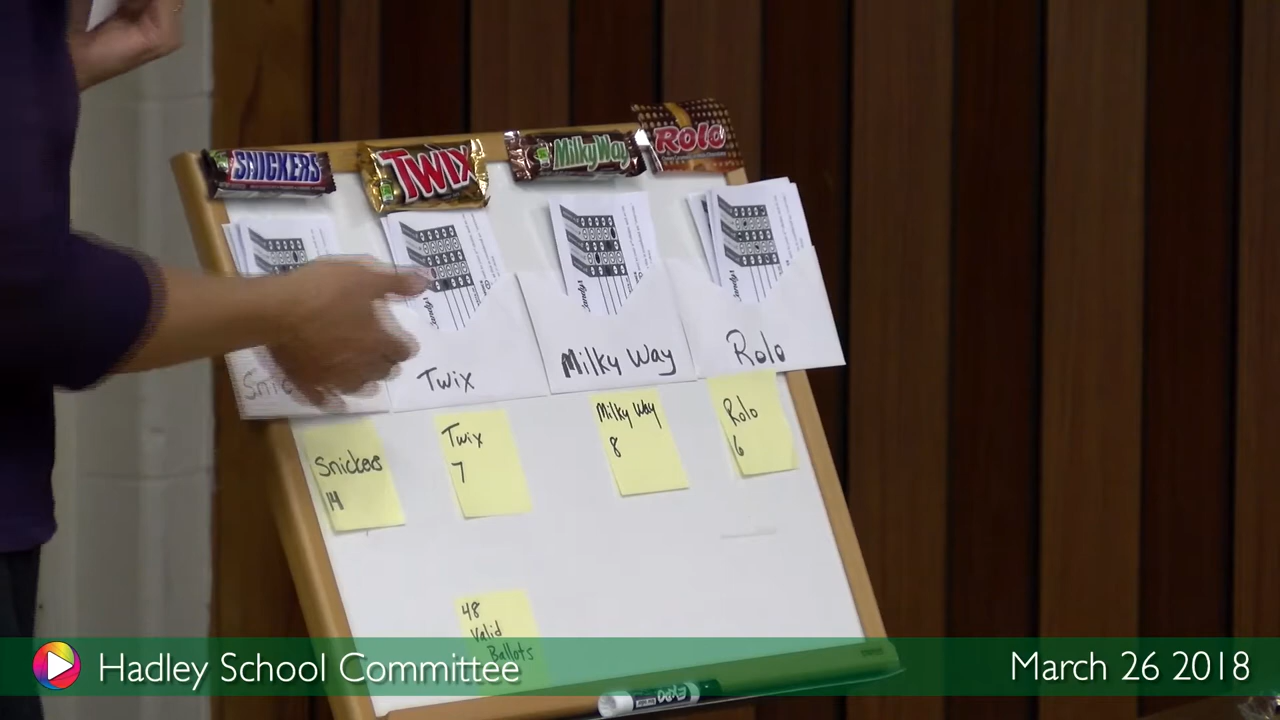 SNICKERS
TWIX
MilkyWay
ROLO
Twix
Milky Way
Rolo
Snickers
14
Twix
7
Milky Way
8
Rolo
6
48
Valid
Ballots
EXPO
Hadley School Committee
March 26 2018